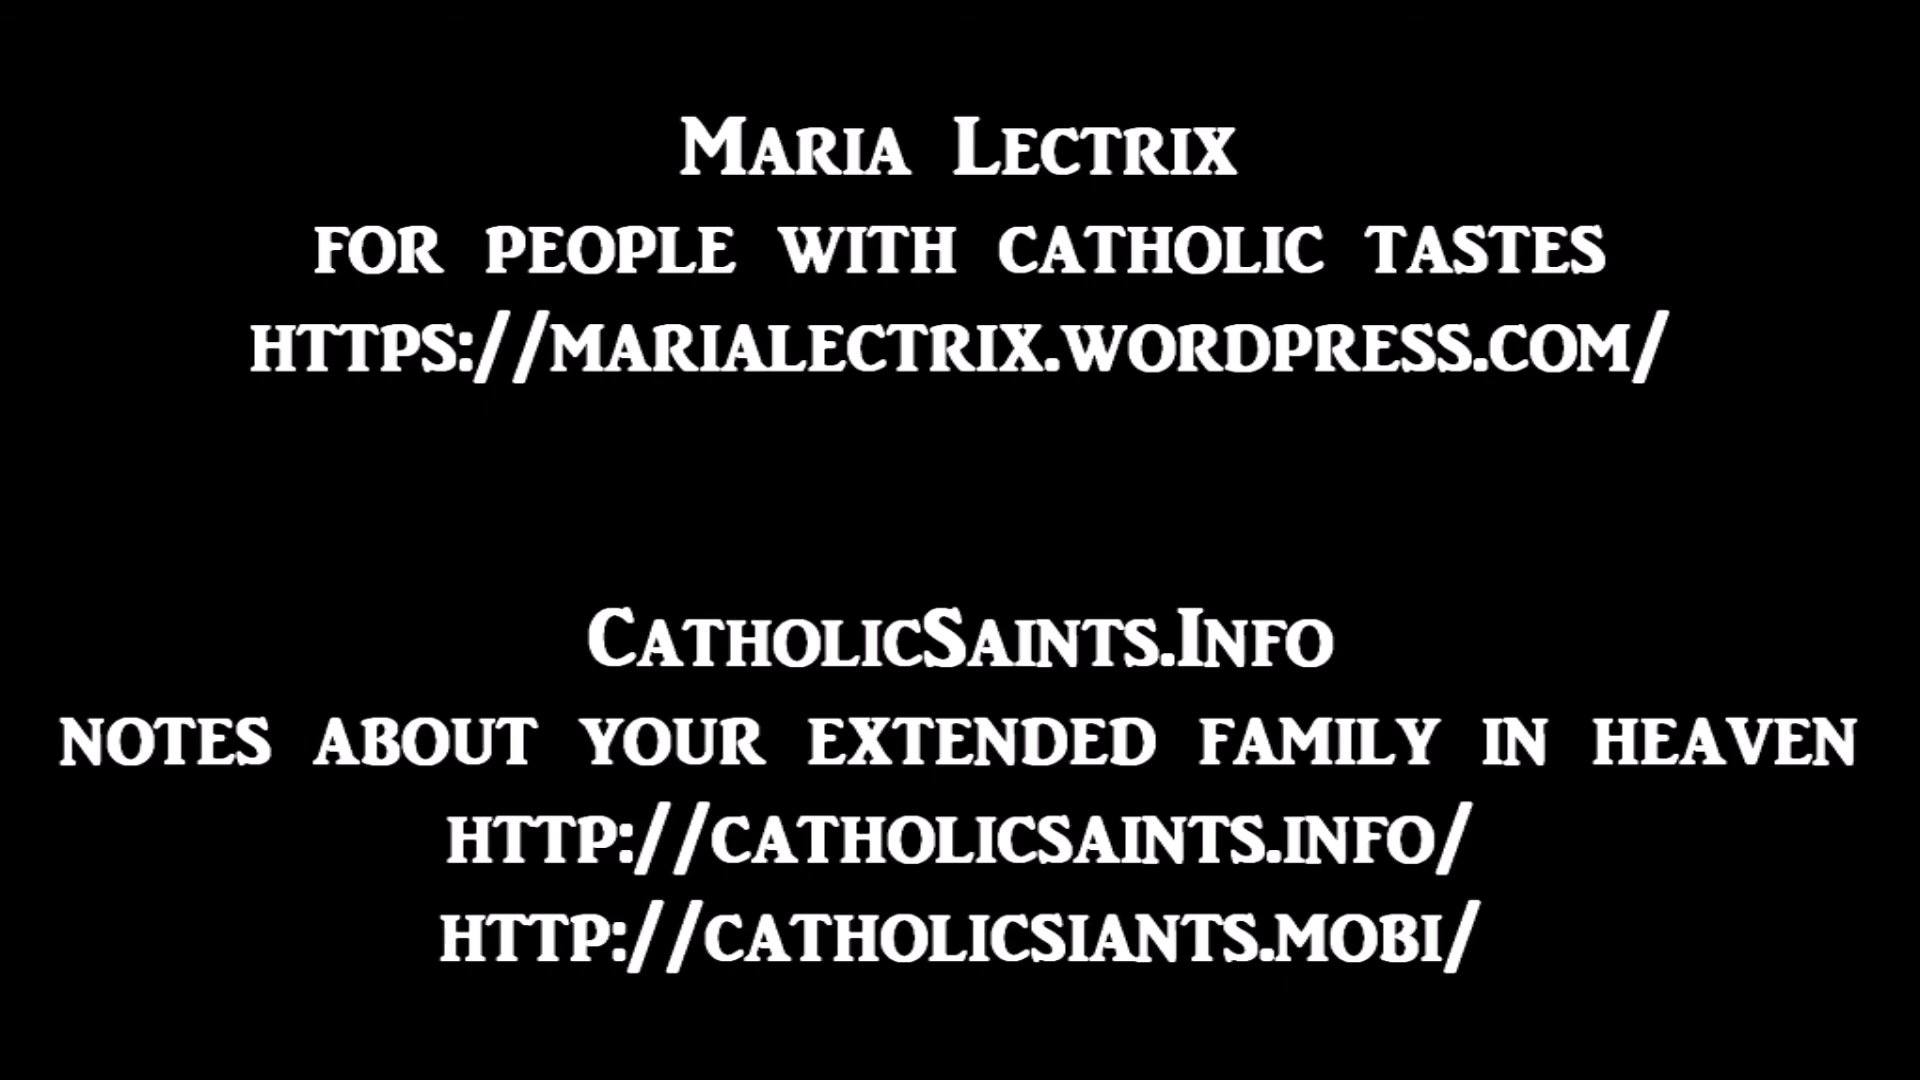 Maria Lectrix
for people with catholic tastes
https://marialectrix.wordpress.com/
CatholicSaints.Info
notes about your extended family in heaven
http://catholicsaints.info/
http://catholicsiants.mobi/